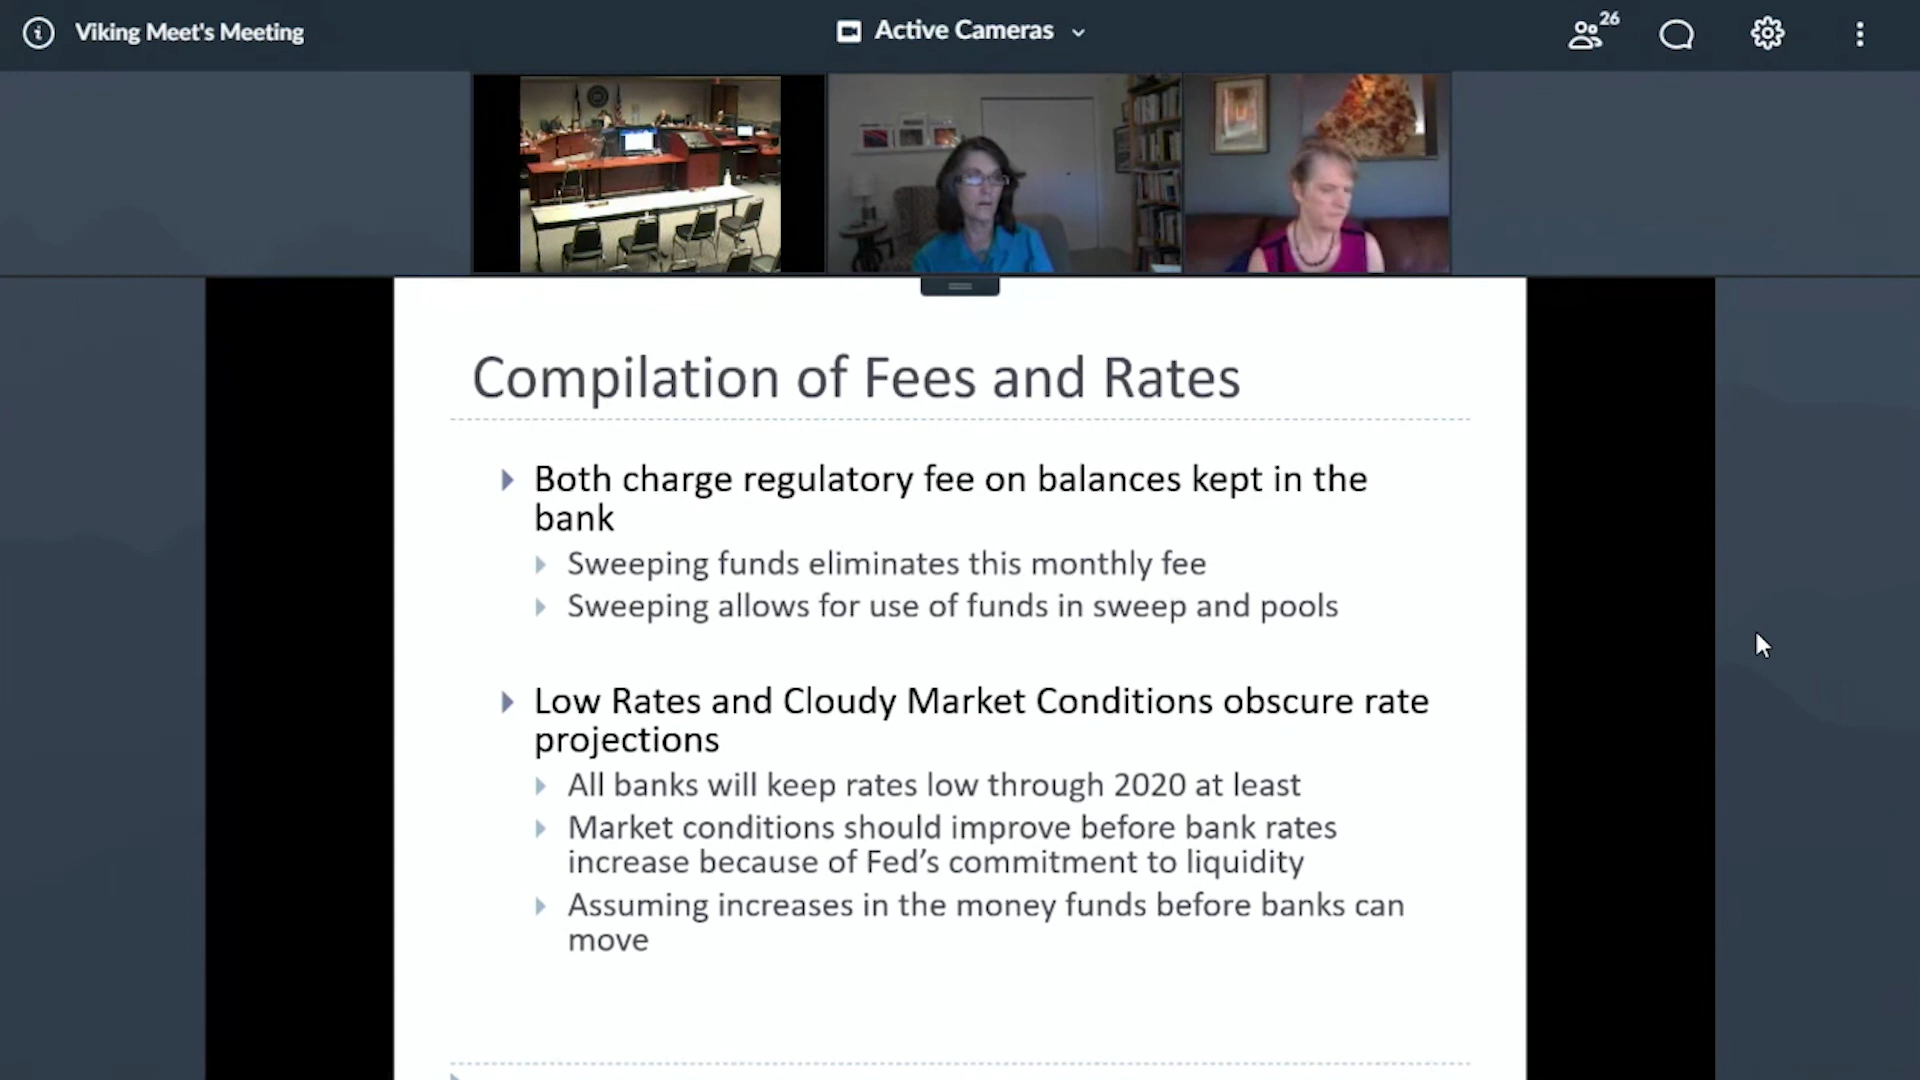 Viking Meet's Meeting
Active Cameras
26
Compilation of Fees and Rates
Both charge regulatory fee on balances kept in the
bank
Sweeping funds eliminates this monthly fee
Sweeping allows for use of funds in sweep and pools
Low Rates and Cloudy Market Conditions obscure rate
projections
All banks will keep rates low through 2020 at least
Market conditions should improve before bank rates
increase because of Fed’s commitment to liquidity
Assuming increases in the money funds before banks can
move